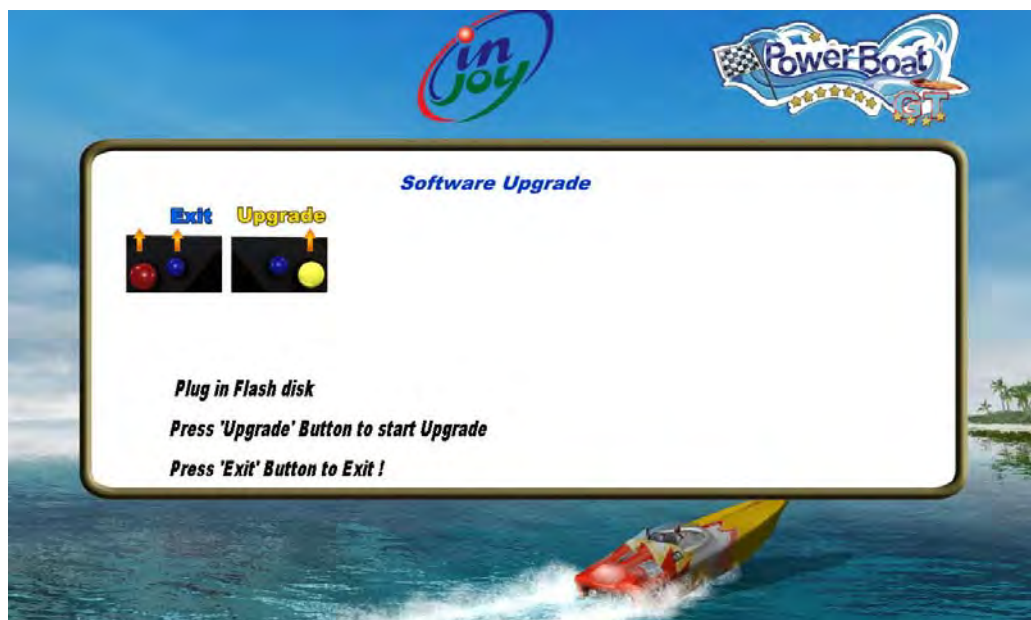 in
joy
PowerBoat
GT
Software Upgrade
Exit Upgrade
Plug in Flash disk
Press 'Upgrade' Button to start Upgrade
Press 'Exit' Button to Exit !